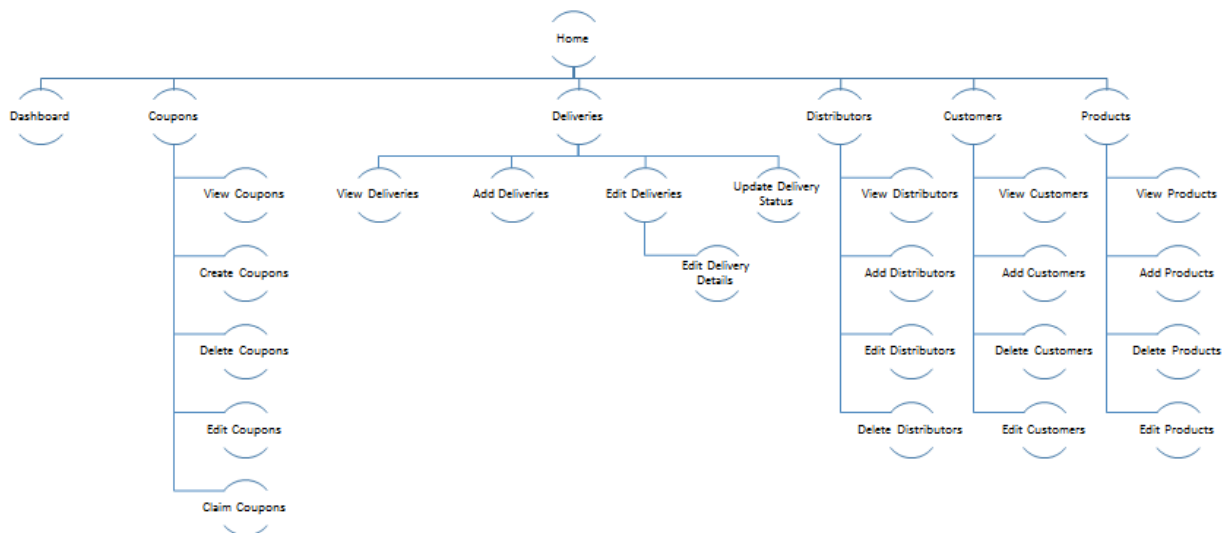 Home
Dashboard
Coupons
Deliveries
Distributors
Customers
Products
View Coupons
Create Coupons
Delete Coupons
Edit Coupons
Claim Coupons
View Deliveries
Add Deliveries
Edit Deliveries
Edit Delivery
Details
Update Delivery
Status
View Distributors
Add Distributors
Edit Distributors
Delete Distributors
View Customers
Add Customers
Delete Customers
Edit Customers
View Products
Add Products
Delete Products
Edit Products